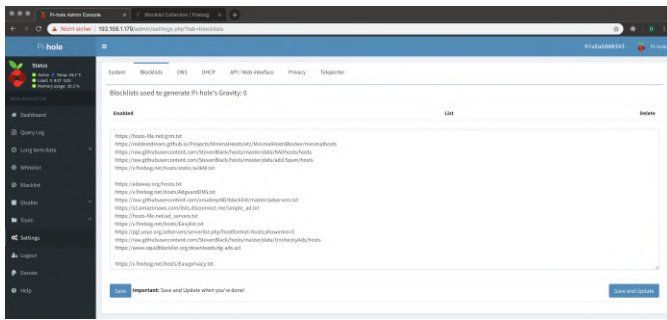 Pi-hole Admin Console
Blocklist Collection | Firebog
Nicht sicher
192.168.1.179/admin/settings.php?tab=blocklists
Pi-hole
Pi-hole
Status
Active
Temp
Load
Memory usage:
MAIN NAVIGATION
Dashboard
Query Log
Long term data
Whitelist
Blacklist
Disable
Tools
Settings
Logout
Donate
Help
System
Blocklists
DNS
DHCP
API / Web interface
Privacy
Teleporter
Blocklists used to generate Pi-hole's Gravity: 0
Enabled
List
Delete
https://hosts-file.net/grm.txt
https://reddestdream.github.io/Projects/MinimalHosts/etc/MinimalHostsBlocker/minimalhosts
https://raw.githubusercontent.com/StevenBlack/hosts/master/data/KADhosts/hosts
https://raw.githubusercontent.com/StevenBlack/hosts/master/data/add.Spam/hosts
https://v.firebog.net/hosts/static/w3kbl.txt
https://adaway.org/hosts.txt
https://v.firebog.net/hosts/AdguardDNS.txt
https://raw.githubusercontent.com/anudeepND/blacklist/master/adservers.txt
https://s3.amazonaws.com/lists.disconnect.me/simple_ad.txt
https://hosts-file.net/ad_servers.txt
https://v.firebog.net/hosts/Easylist.txt
https://pgl.yoyo.org/adservers/serverlist.php?hostformat=hosts;showintro=0
https://raw.githubusercontent.com/StevenBlack/hosts/master/data/UncheckyAds/hosts
https://www.squidblacklist.org/downloads/dg-ads.acl
https://v.firebog.net/hosts/Easyprivacy.txt
Save
Important: Save and Update when you're done!
Save and Update